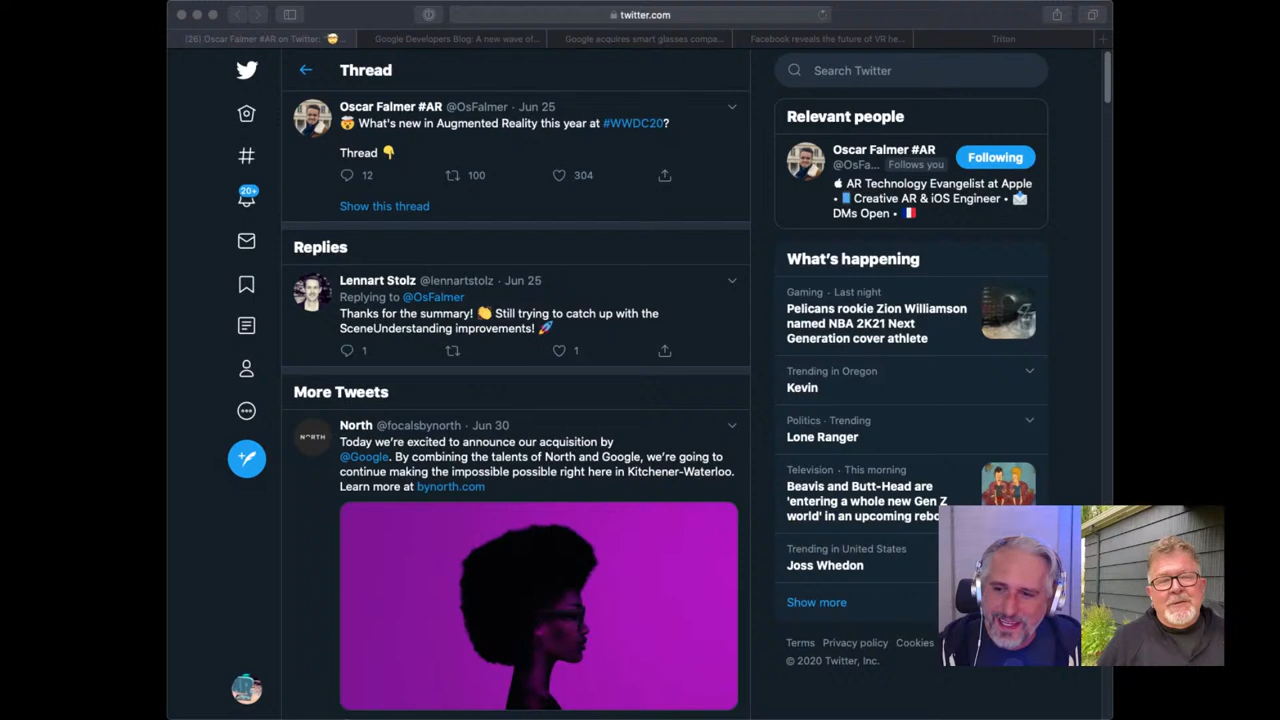 twitter.com
(26) Oscar Falmer #AR on Twitter: "🤯...
Google Developers Blog: A new wave of...
Google acquires smart glasses compa...
Facebook reveals the future of VR he...
Triton
Thread
Oscar Falmer #AR @OsFalmer · Jun 25
🤯 What's new in Augmented Reality this year at #WWDC20?
Thread 👇
12 100 304
Show this thread
Replies
Lennart Stolz @lennartstolz · Jun 25
Replying to @OsFalmer
Thanks for the summary! 👏 Still trying to catch up with the
SceneUnderstanding improvements! 🚀
1 1
More Tweets
NORTH
North @focalsbynorth · Jun 30
Today we're excited to announce our acquisition by
@Google. By combining the talents of North and Google, we're going to
continue making the impossible possible right here in Kitchener-Waterloo.
Learn more at bynorth.com
20+
Search Twitter
Relevant people
Oscar Falmer #AR
@OsFa... Follows you
Following
AR Technology Evangelist at Apple
• 📘 Creative AR & iOS Engineer • 📩
DMs Open • 🇫🇷
What's happening
Gaming · Last night
Pelicans rookie Zion Williamson
named NBA 2K21 Next
Generation cover athlete
Trending in Oregon
Kevin
Politics · Trending
Lone Ranger
Television · This morning
Beavis and Butt-Head are
'entering a whole new Gen Z
world' in an upcoming rebo
Trending in United States
Joss Whedon
Show more
Terms Privacy policy Cookies
© 2020 Twitter, Inc.